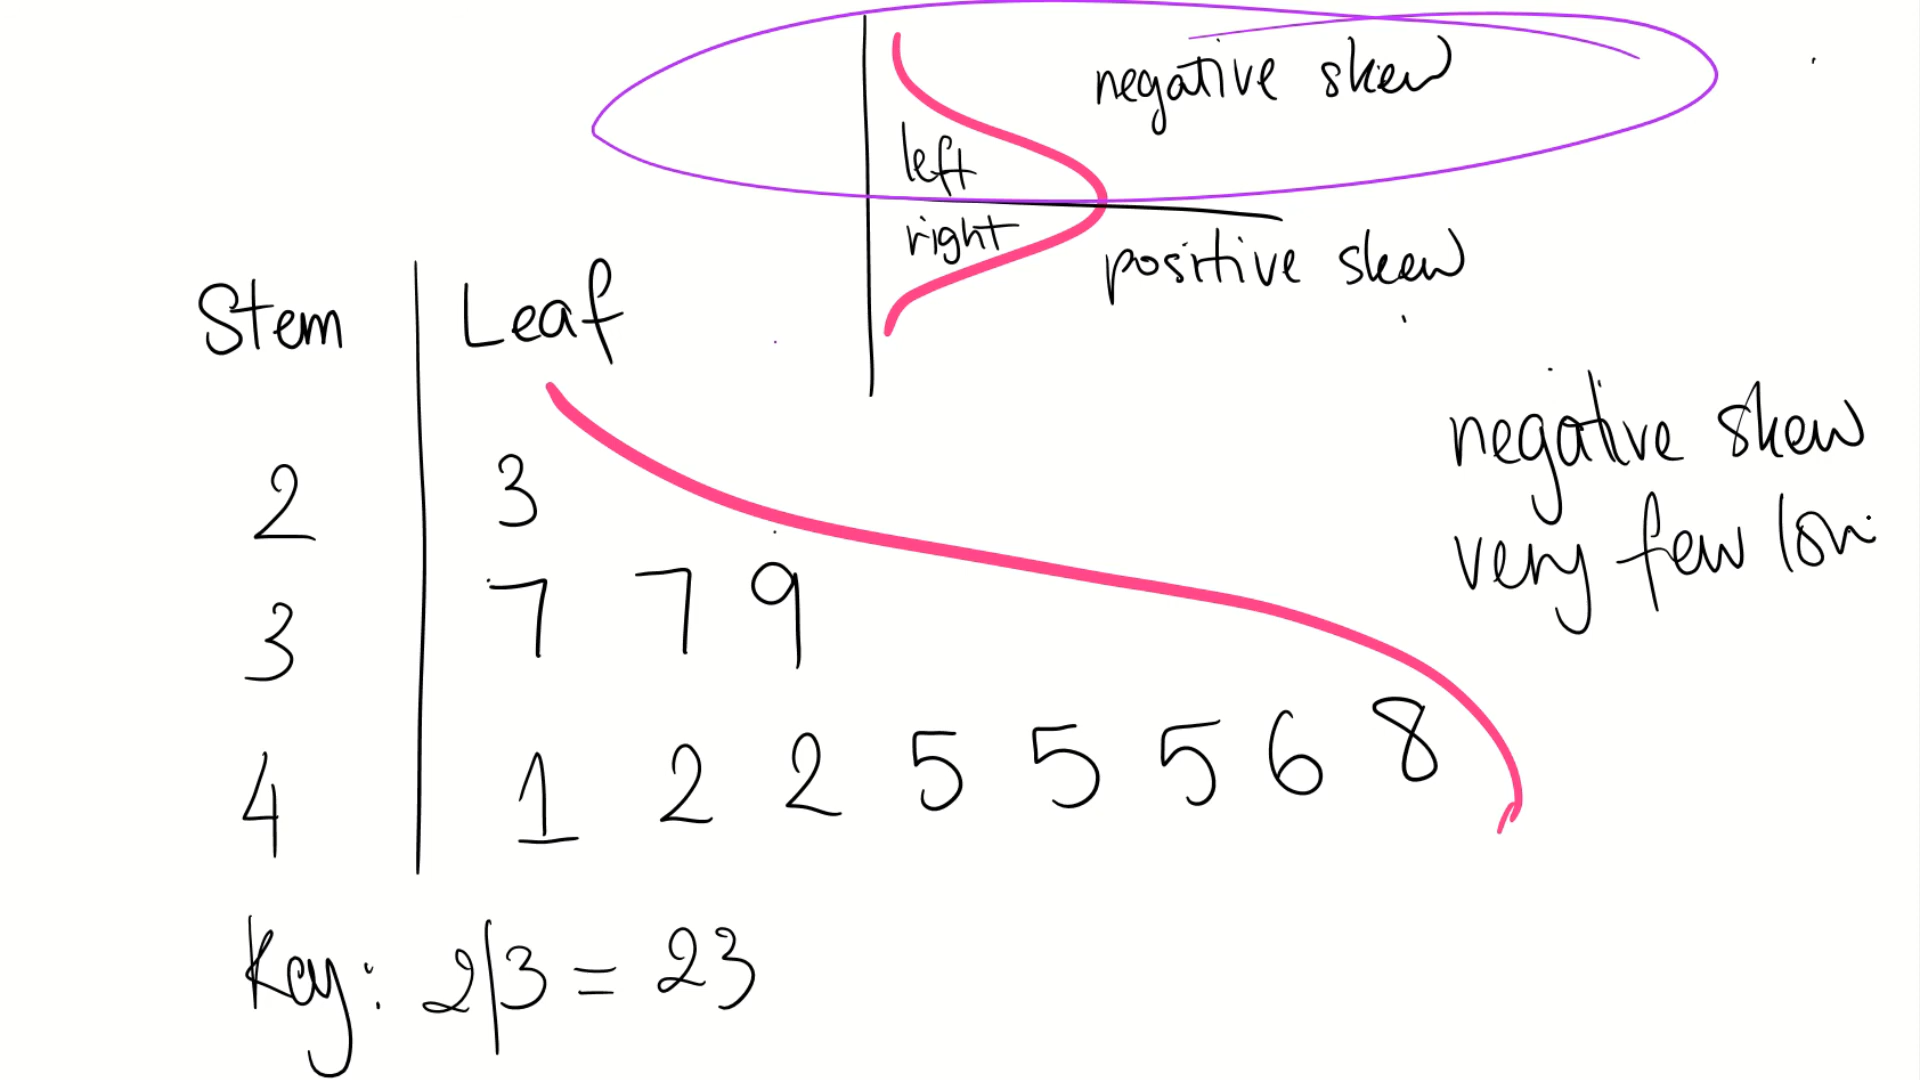 negative skew
left
right
positive skew
Stem | Leaf
2 | 3
3 | 7 7 9
4 | 1 2 2 5 5 5 6 8
Key: 2|3 = 23
negative skew
very few